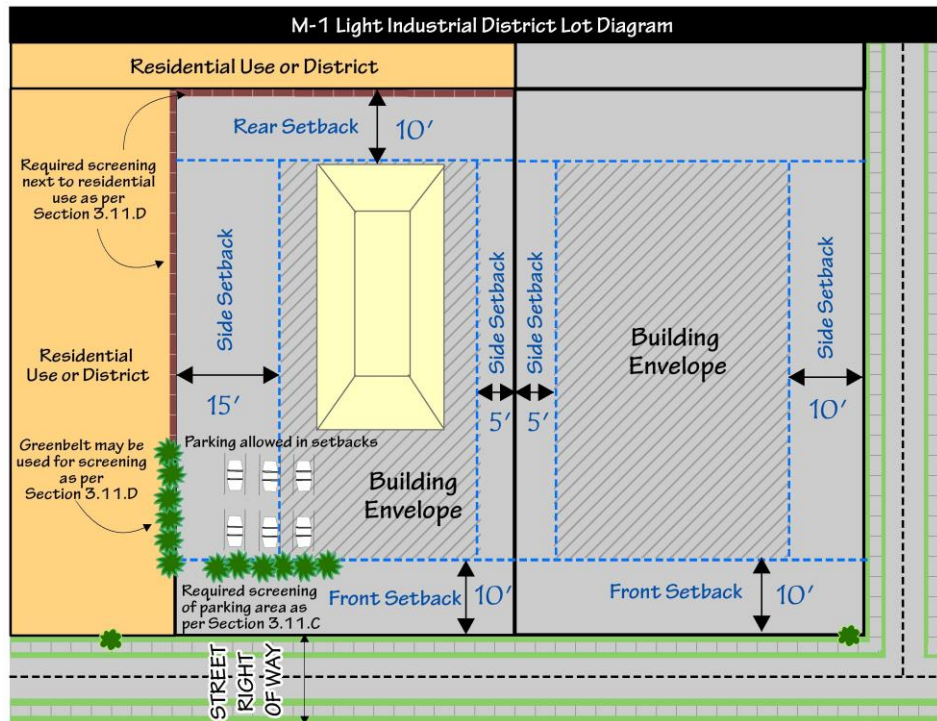 M-1 Light Industrial District Lot Diagram
Residential Use or District
Rear Setback
10'
Required screening
next to residential
use as per
Section 3.11.D
Side Setback
15'
Side Setback
5'
Side Setback
5'
Building
Envelope
Side Setback
10'
Residential
Use or District
Greenbelt may be
used for screening
as per
Section 3.11.D
Parking allowed in setbacks
Building
Envelope
Required screening
of parking area as
per Section 3.11.C
Front Setback
10'
Front Setback
10'
STREET
RIGHT
OF WAY